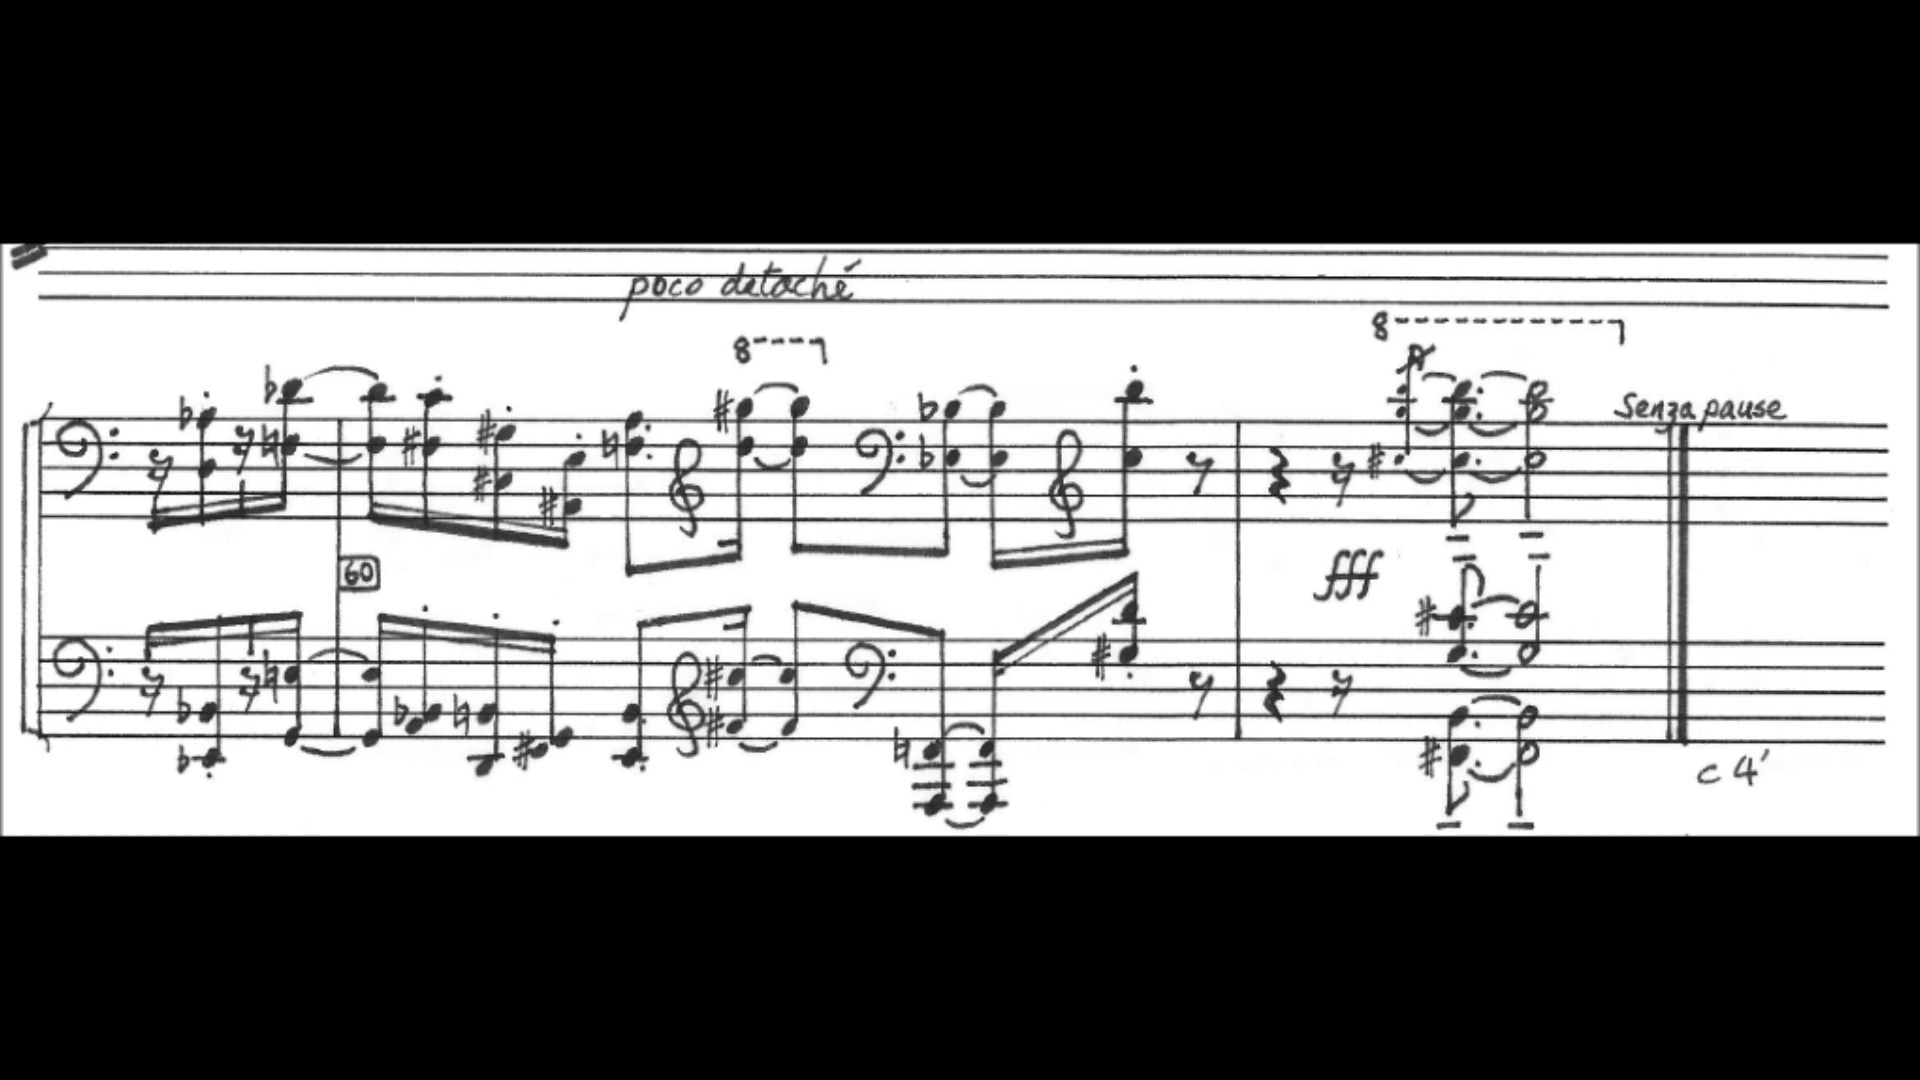 poco detaché
8
8
Senza pause
60
fff
c 4'